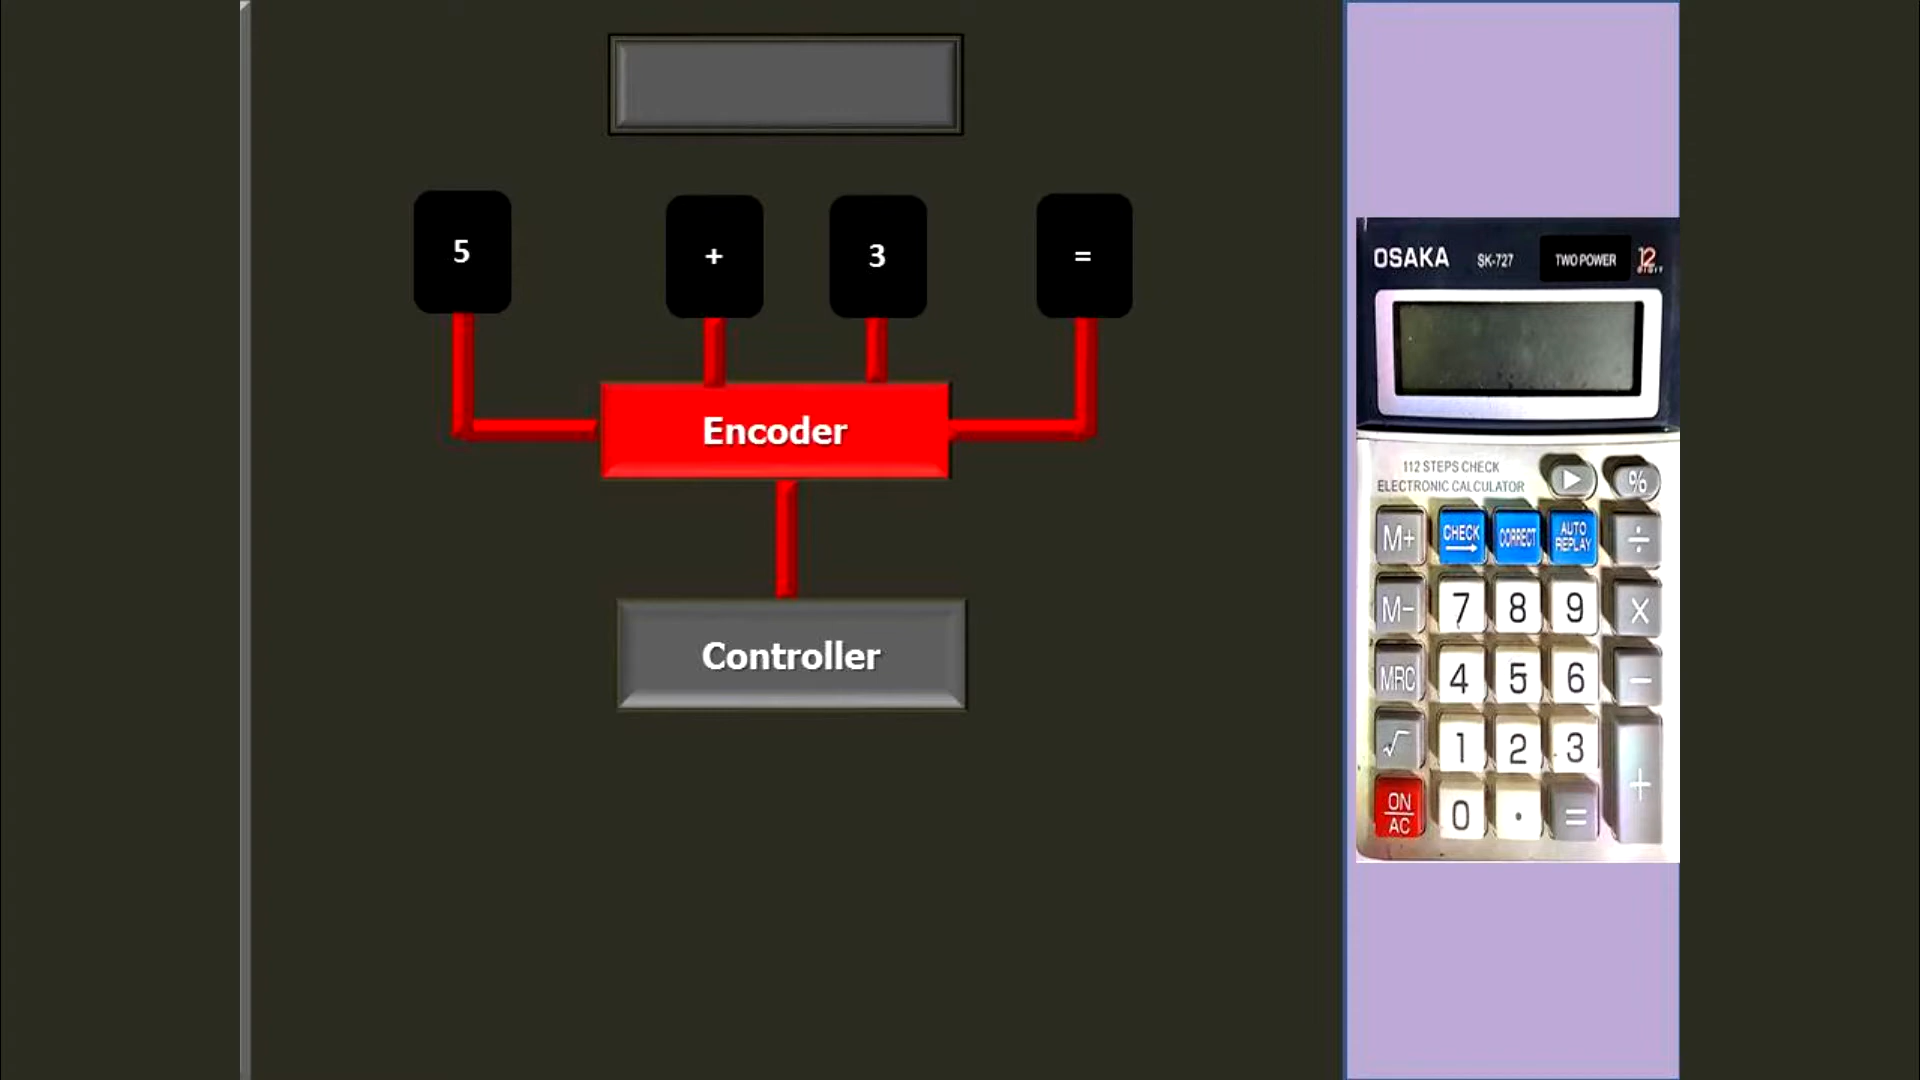 5
+
3
=
Encoder
Controller
OSAKA SK-727 TWO POWER 12
DIGIT
112 STEPS CHECK
ELECTRONIC CALCULATOR
▶ %
M+ CHECK → CORRECT AUTO REPLAY ÷
M− 7 8 9 ×
MRC 4 5 6 −
√ 1 2 3 +
ON
AC 0 . =